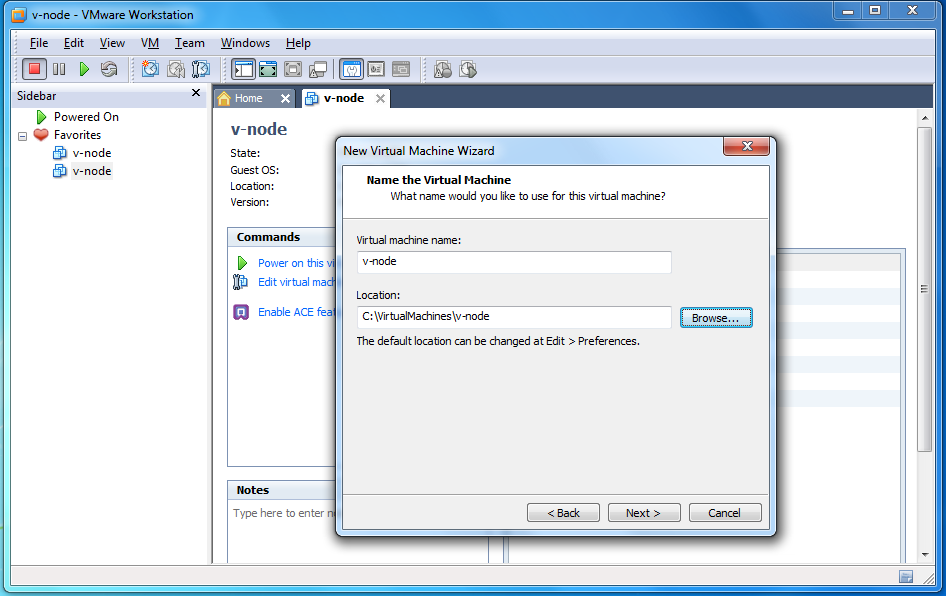 v-node - VMware Workstation
File Edit View VM Team Windows Help
Sidebar
Powered On
Favorites
v-node
v-node
Home
v-node
v-node
State:
Guest OS:
Location:
Version:
Commands
Power on this vi
Edit virtual mach
Enable ACE feat
Notes
Type here to enter n
New Virtual Machine Wizard
Name the Virtual Machine
What name would you like to use for this virtual machine?
Virtual machine name:
v-node
Location:
C:\VirtualMachines\v-node
Browse...
The default location can be changed at Edit > Preferences.
< Back
Next >
Cancel